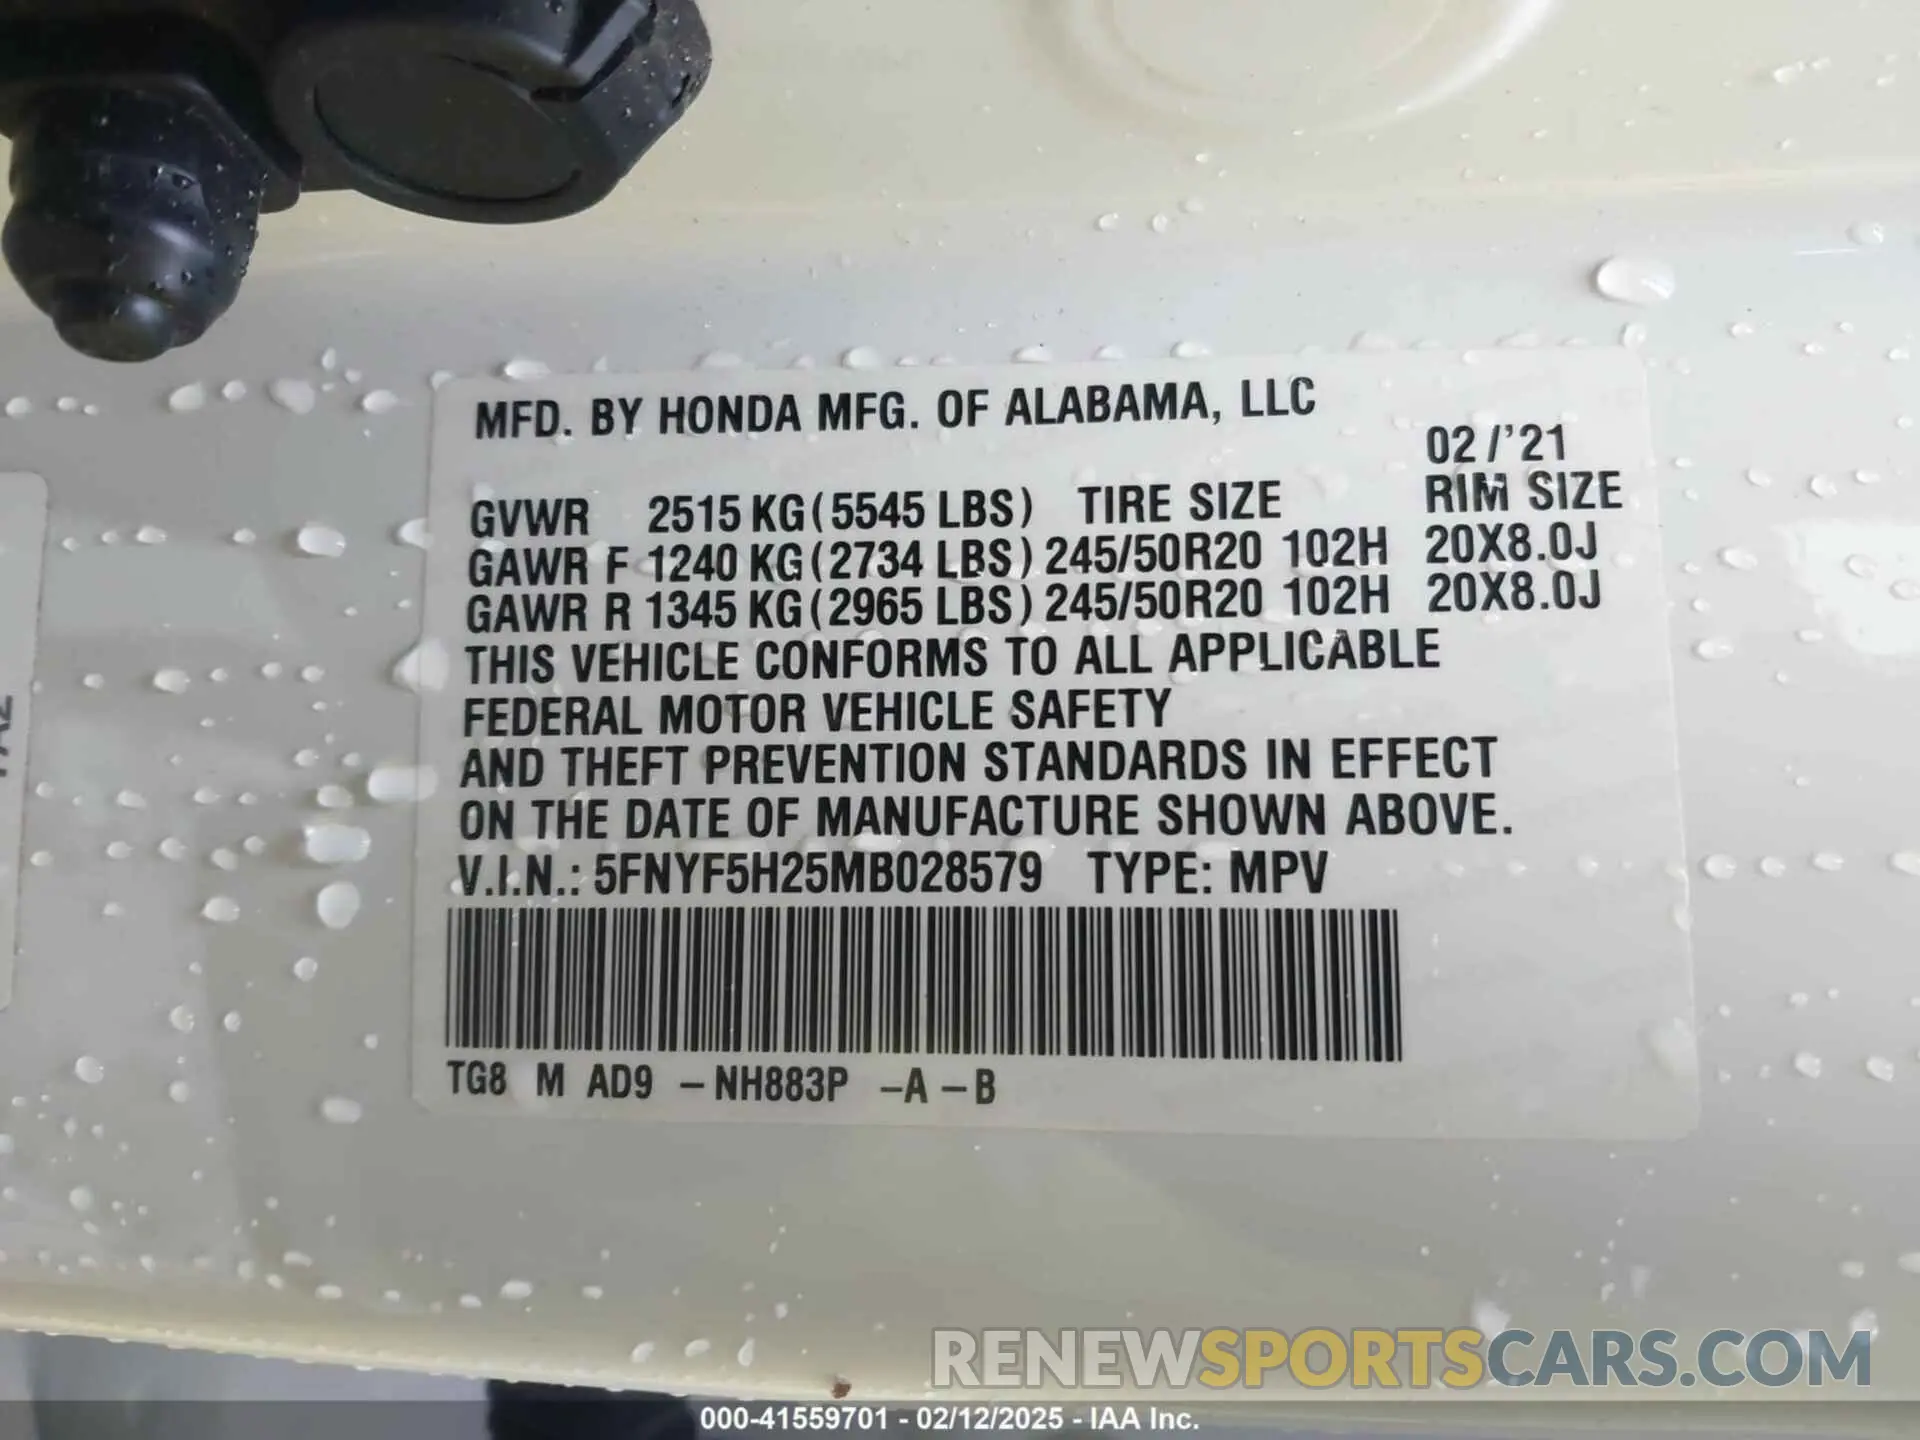 MFD. BY HONDA MFG. OF ALABAMA, LLC
02/'21
GVWR 2515 KG (5545 LBS) TIRE SIZE RIM SIZE
GAWR F 1240 KG (2734 LBS) 245/50R20 102H 20X8.0J
GAWR R 1345 KG (2965 LBS) 245/50R20 102H 20X8.0J
THIS VEHICLE CONFORMS TO ALL APPLICABLE
FEDERAL MOTOR VEHICLE SAFETY
AND THEFT PREVENTION STANDARDS IN EFFECT
ON THE DATE OF MANUFACTURE SHOWN ABOVE.
V.I.N.: 5FNYF5H25MB028579 TYPE: MPV
TG8 M AD9 -NH883P -A -B
RENEWSPORTSCARS.COM
000-41559701 - 02/12/2025 - IAA Inc.